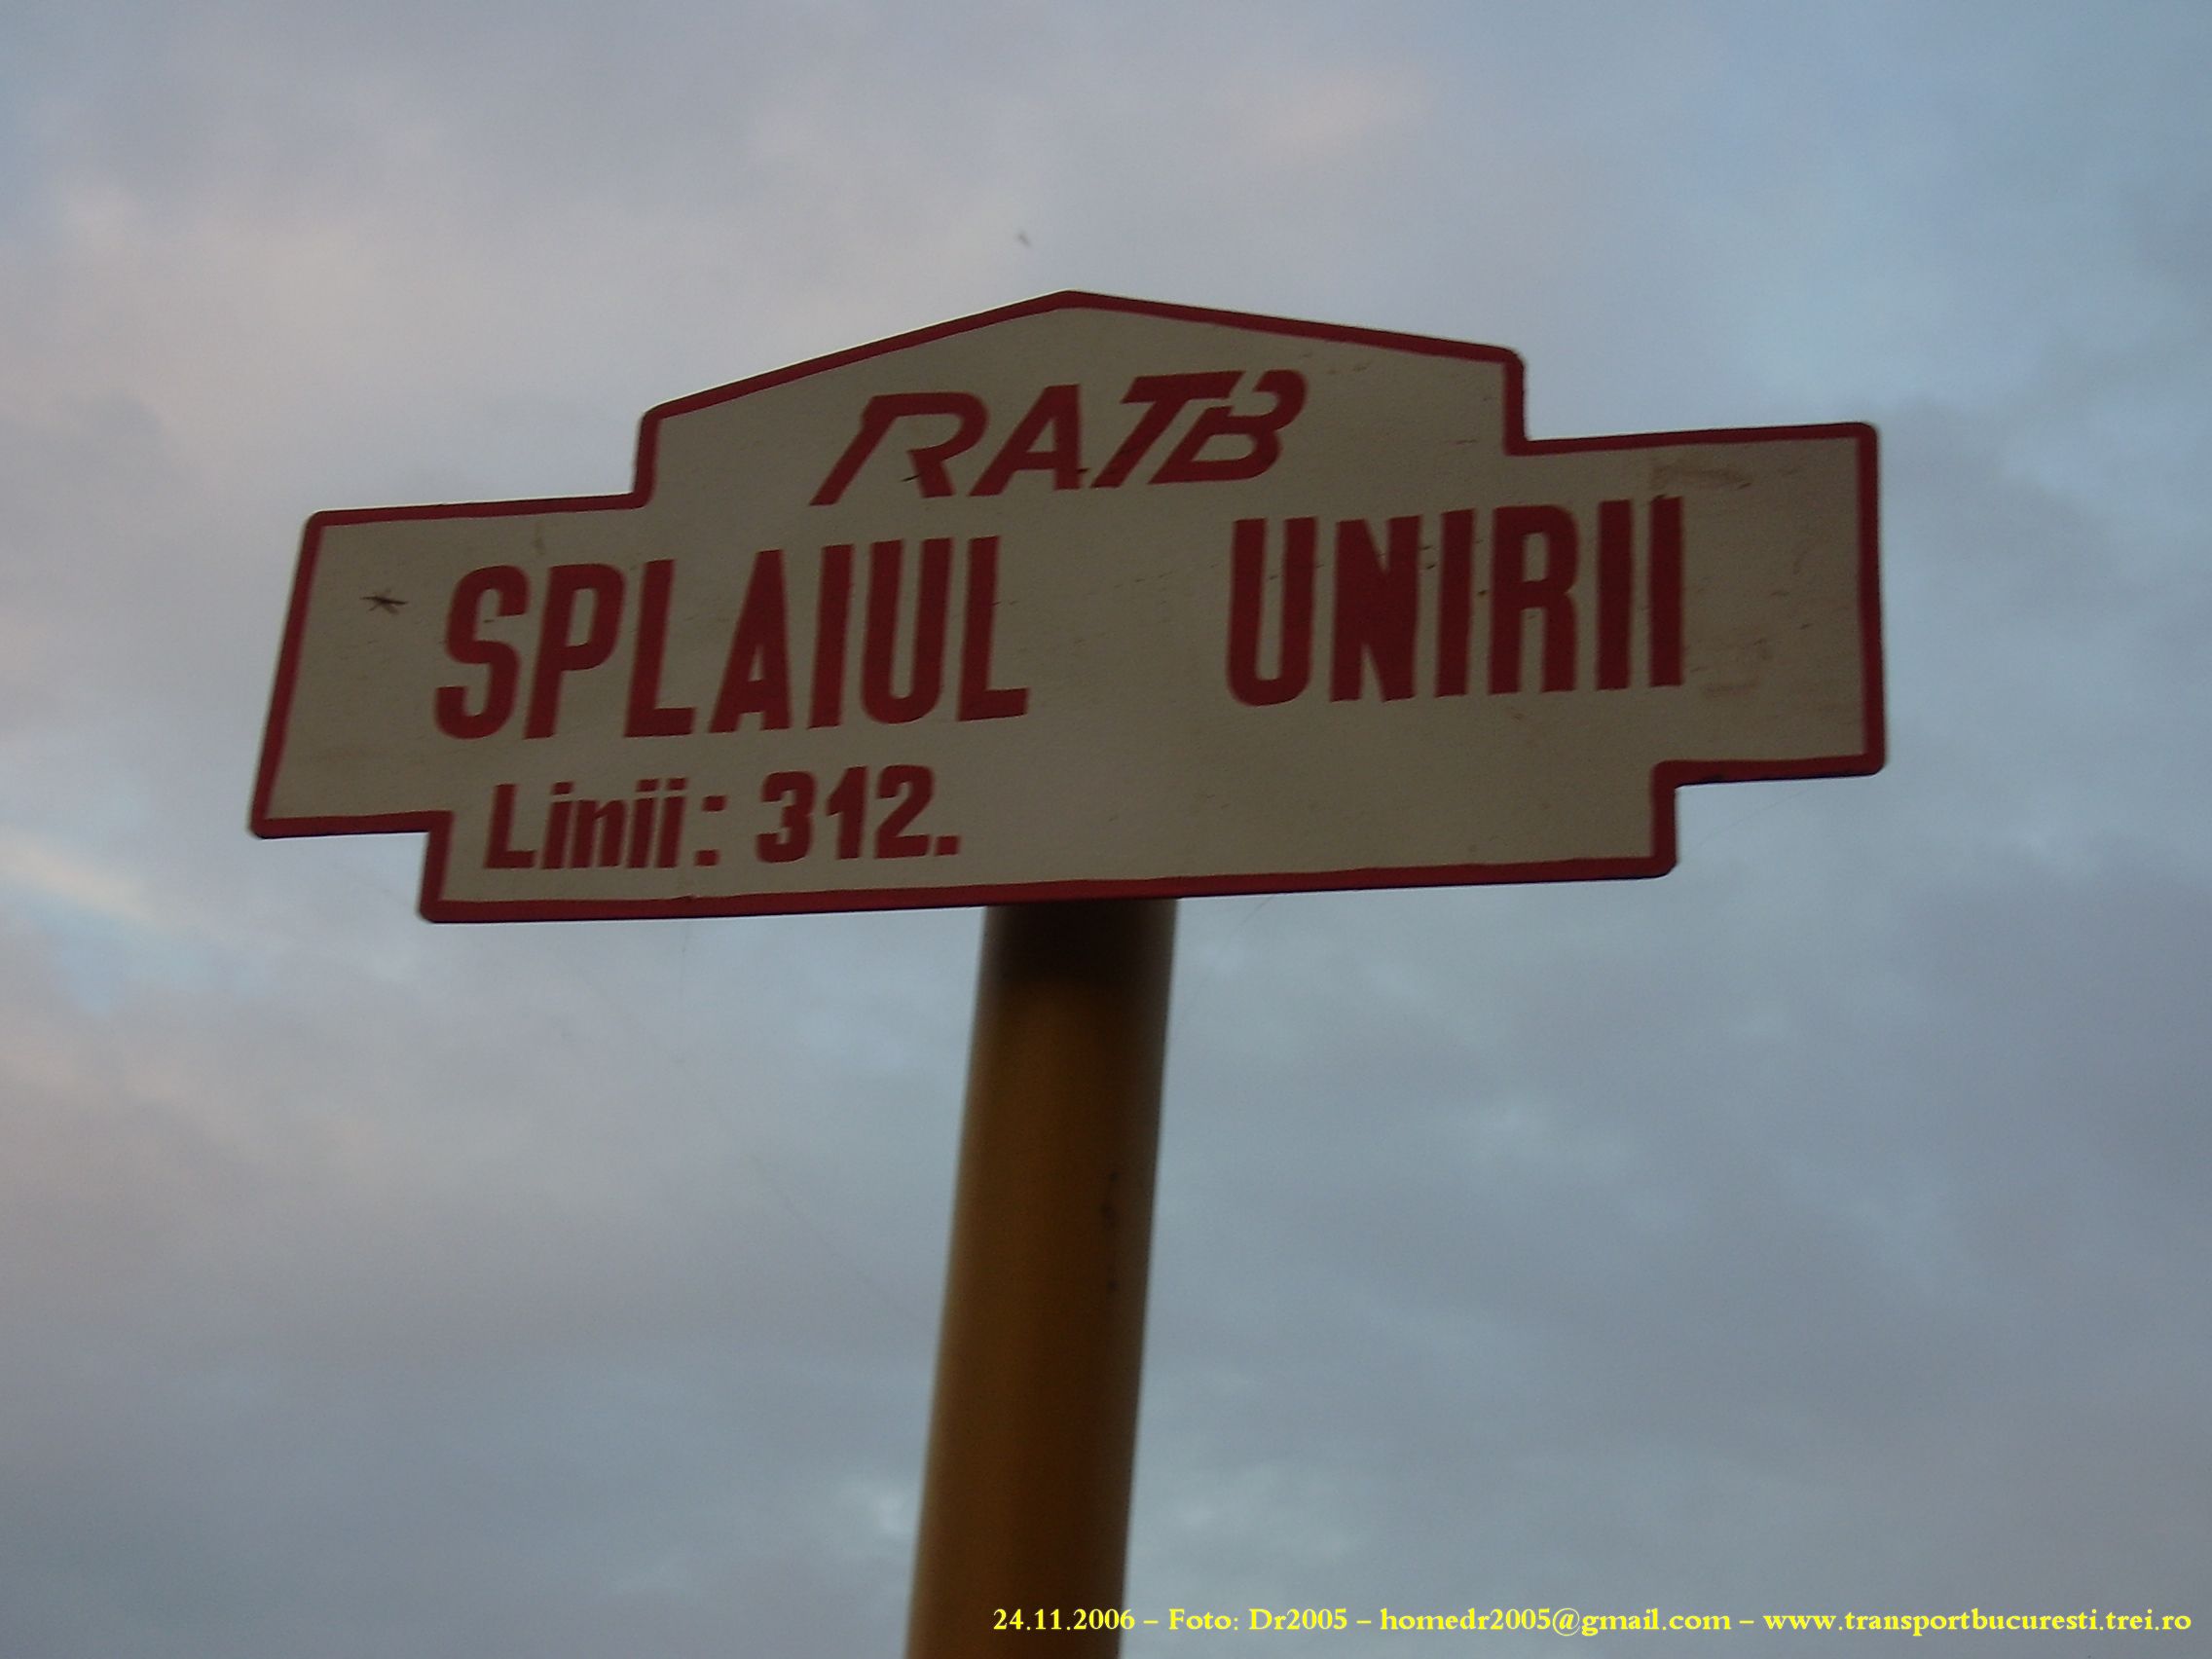 RATB
SPLAIUL UNIRII
Linii: 312.
24.11.2006 – Foto: Dr2005 – homedr2005@gmail.com – www.transportbucuresti.trei.ro